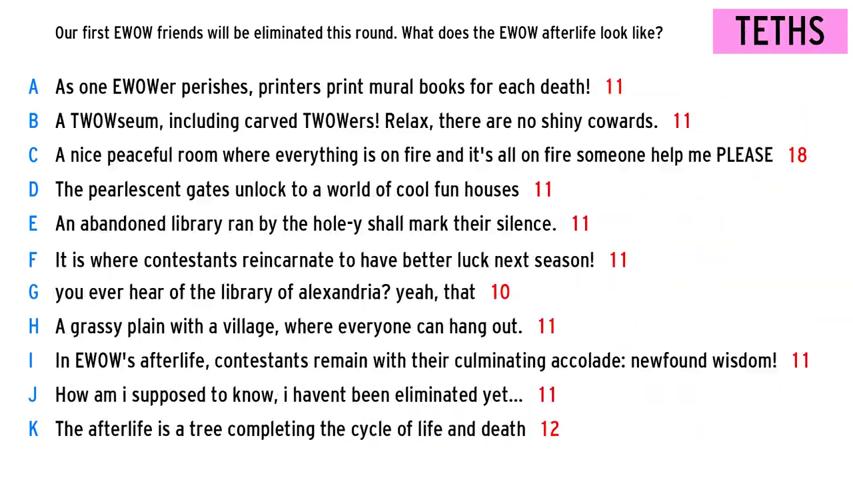 Our first EWOW friends will be eliminated this round. What does the EWOW afterlife look like?
TETHS
A As one EWOWer perishes, printers print mural books for each death! 11
B A TWOWseum, including carved TWOWers! Relax, there are no shiny cowards. 11
C A nice peaceful room where everything is on fire and it's all on fire someone help me PLEASE 18
D The pearlescent gates unlock to a world of cool fun houses 11
E An abandoned library ran by the hole-y shall mark their silence. 11
F It is where contestants reincarnate to have better luck next season! 11
G you ever hear of the library of alexandria? yeah, that 10
H A grassy plain with a village, where everyone can hang out. 11
I In EWOW's afterlife, contestants remain with their culminating accolade: newfound wisdom! 11
J How am i supposed to know, i havent been eliminated yet... 11
K The afterlife is a tree completing the cycle of life and death 12